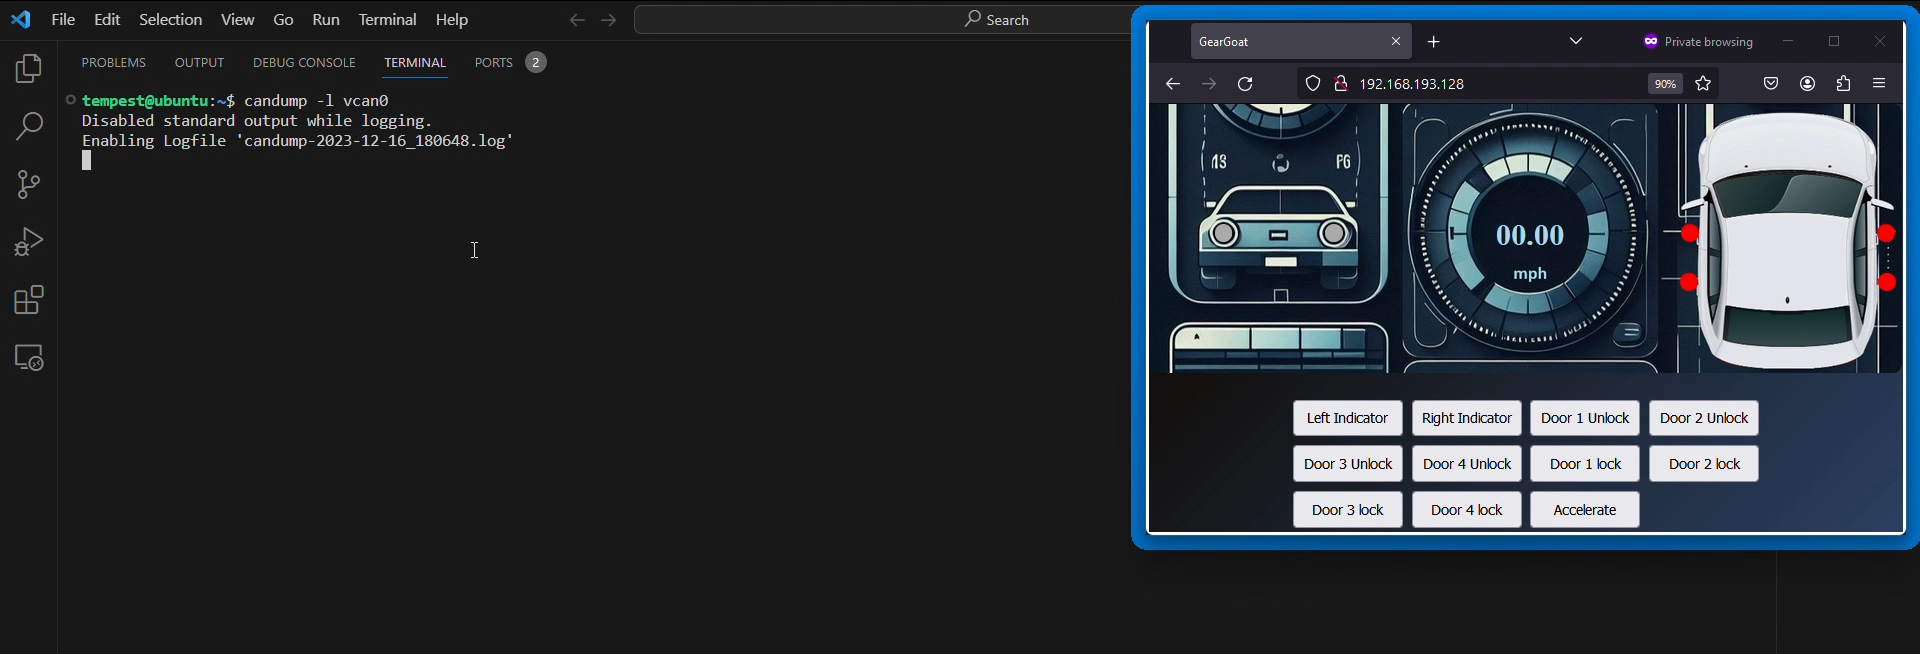 File Edit Selection View Go Run Terminal Help
Search
PROBLEMS OUTPUT DEBUG CONSOLE TERMINAL PORTS 2
tempest@ubuntu:~$ candump -l vcan0
Disabled standard output while logging.
Enabling Logfile 'candump-2023-12-16_180648.log'
GearGoat
Private browsing
192.168.193.128
90%
00.00
mph
Left Indicator Right Indicator Door 1 Unlock Door 2 Unlock
Door 3 Unlock Door 4 Unlock Door 1 lock Door 2 lock
Door 3 lock Door 4 lock Accelerate